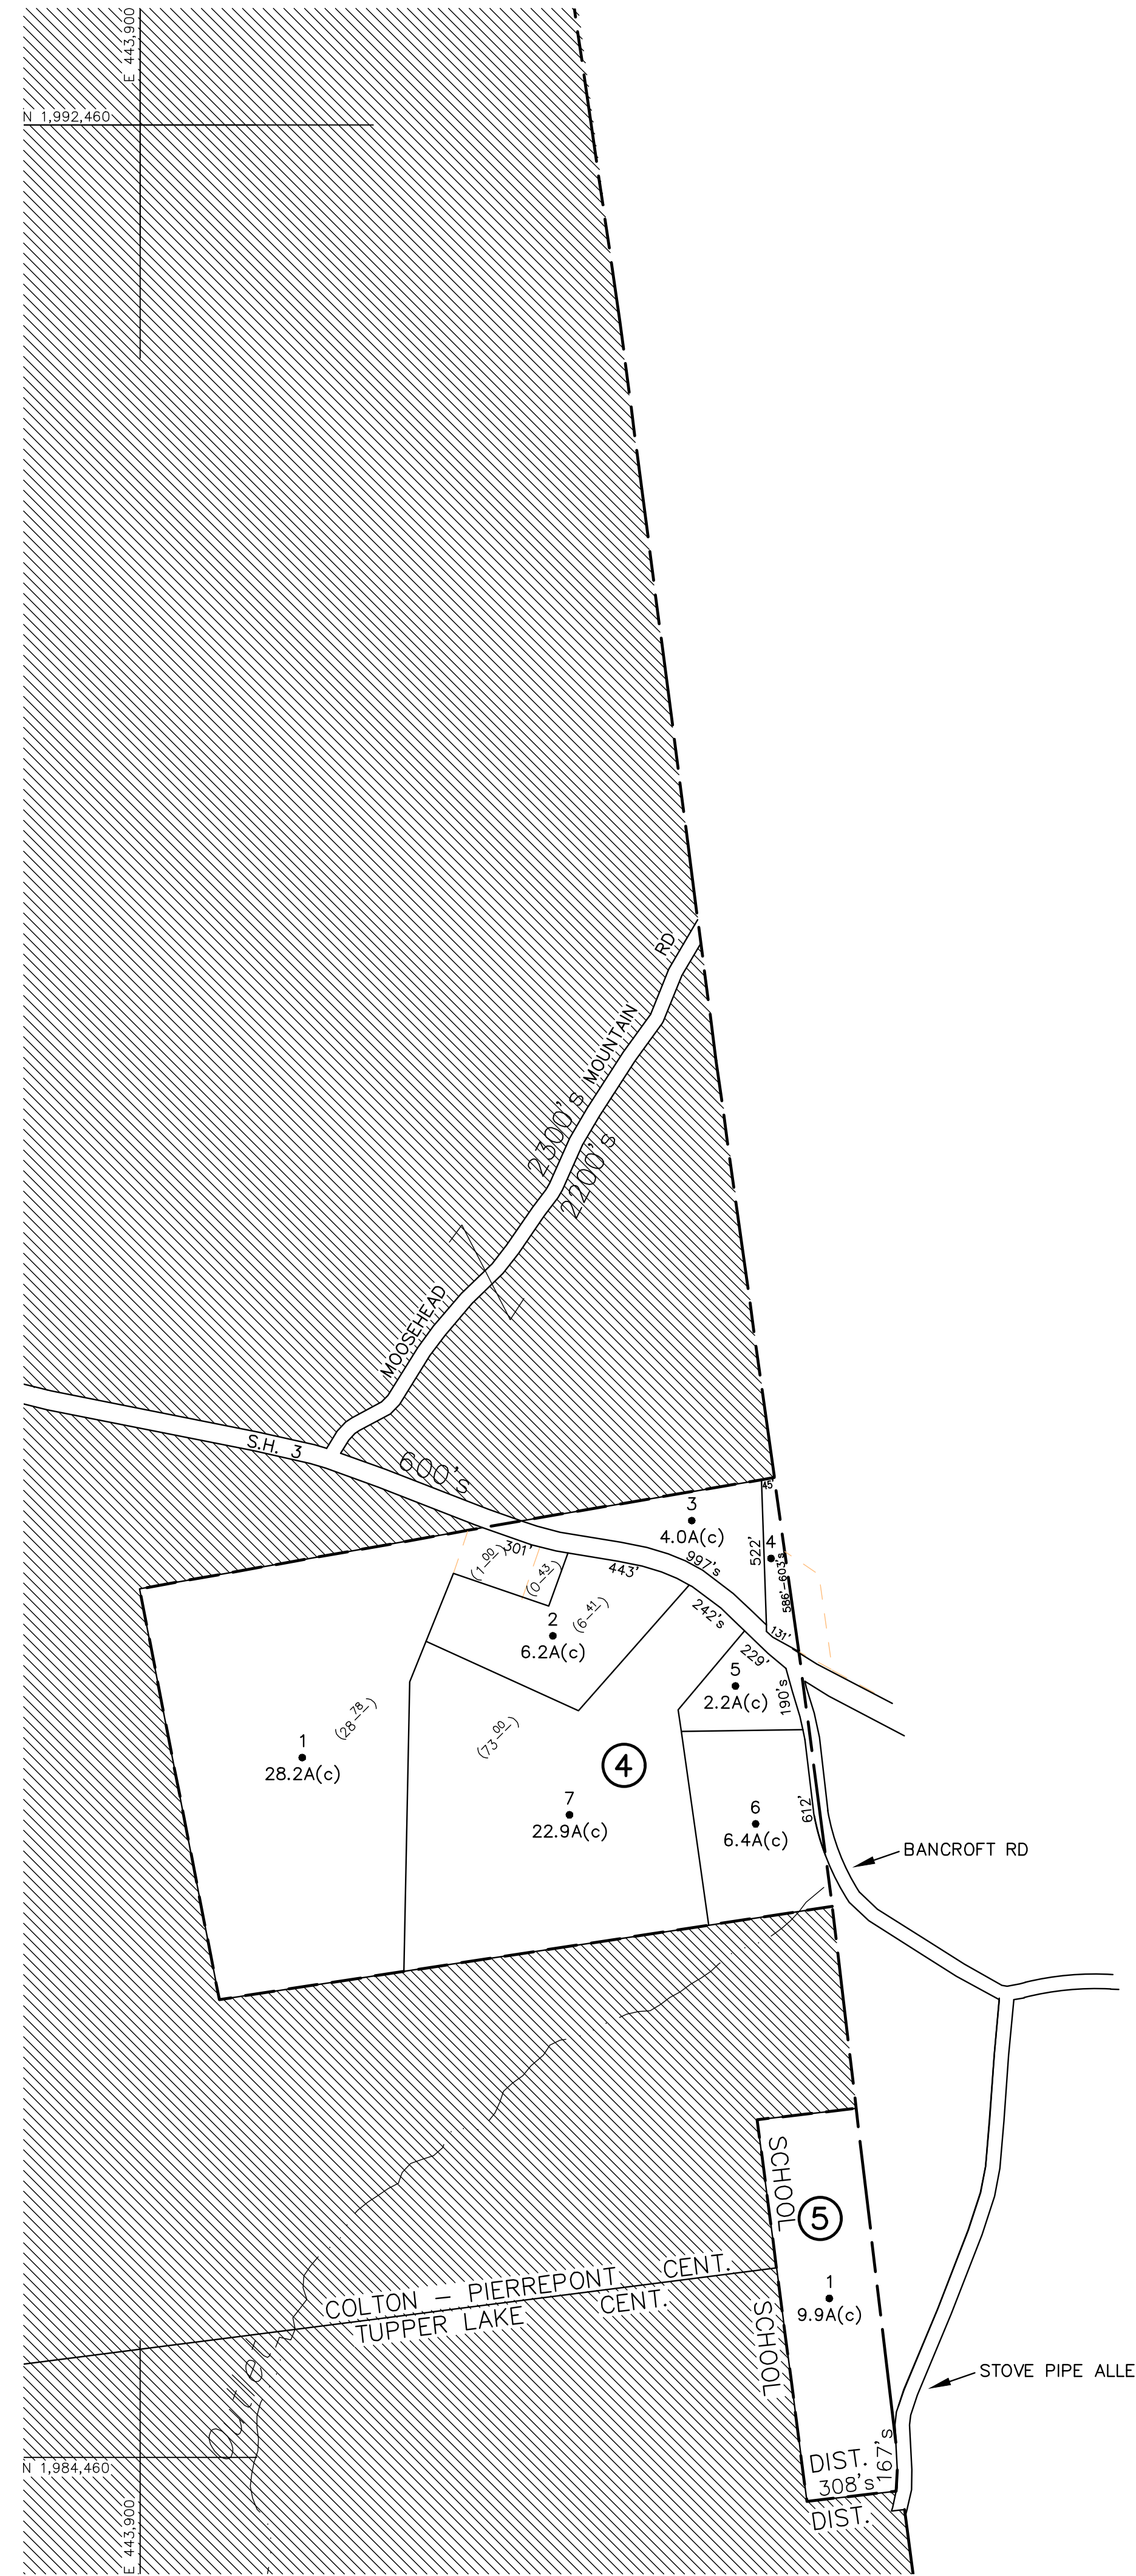 E 443,900
N 1,992,460
MOOSEHEAD MOUNTAIN RD
2300's
2200's
S.H. 3
600's
45'
3
4.0A(c)
522'
4
586'-603's
997's
301'
(1-00)
(0-43)
443'
(6-41)
2
6.2A(c)
242's
131'
229'
5
2.2A(c)
190's
(28-78)
1
28.2A(c)
(73-00)
4
7
22.9A(c)
6
6.4A(c)
612'
BANCROFT RD
SCHOOL
5
COLTON – PIERREPONT CENT.
TUPPER LAKE CENT.
1
9.9A(c)
SCHOOL
STOVE PIPE ALLE
Outlet
DIST.
167's
308's
DIST.
N 1,984,460
E 443,900